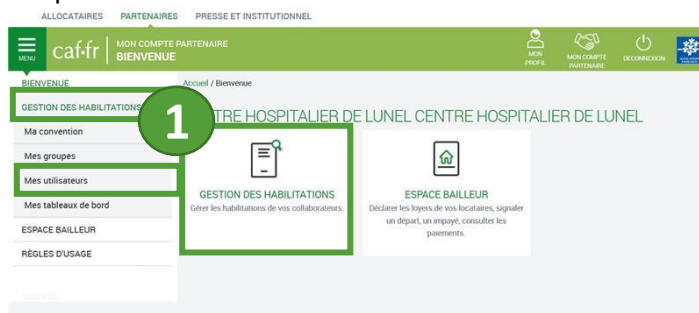 ALLOCATAIRES PARTENAIRES PRESSE ET INSTITUTIONNEL
MENU
caf•fr
MON COMPTE PARTENAIRE
BIENVENUE
MON PROFIL
MON COMPTE PARTENAIRE
DECONNEXION
BIENVENUE
GESTION DES HABILITATIONS
Ma convention
Mes groupes
Mes utilisateurs
Mes tableaux de bord
ESPACE BAILLEUR
RÈGLES D'USAGE
Accueil / Bienvenue
1
TRE HOSPITALIER DE LUNEL CENTRE HOSPITALIER DE LUNEL
GESTION DES HABILITATIONS
Gérer les habilitations de vos collaborateurs.
ESPACE BAILLEUR
Déclarer les loyers de vos locataires, signaler
un départ, un impayé, consulter les
paiements.